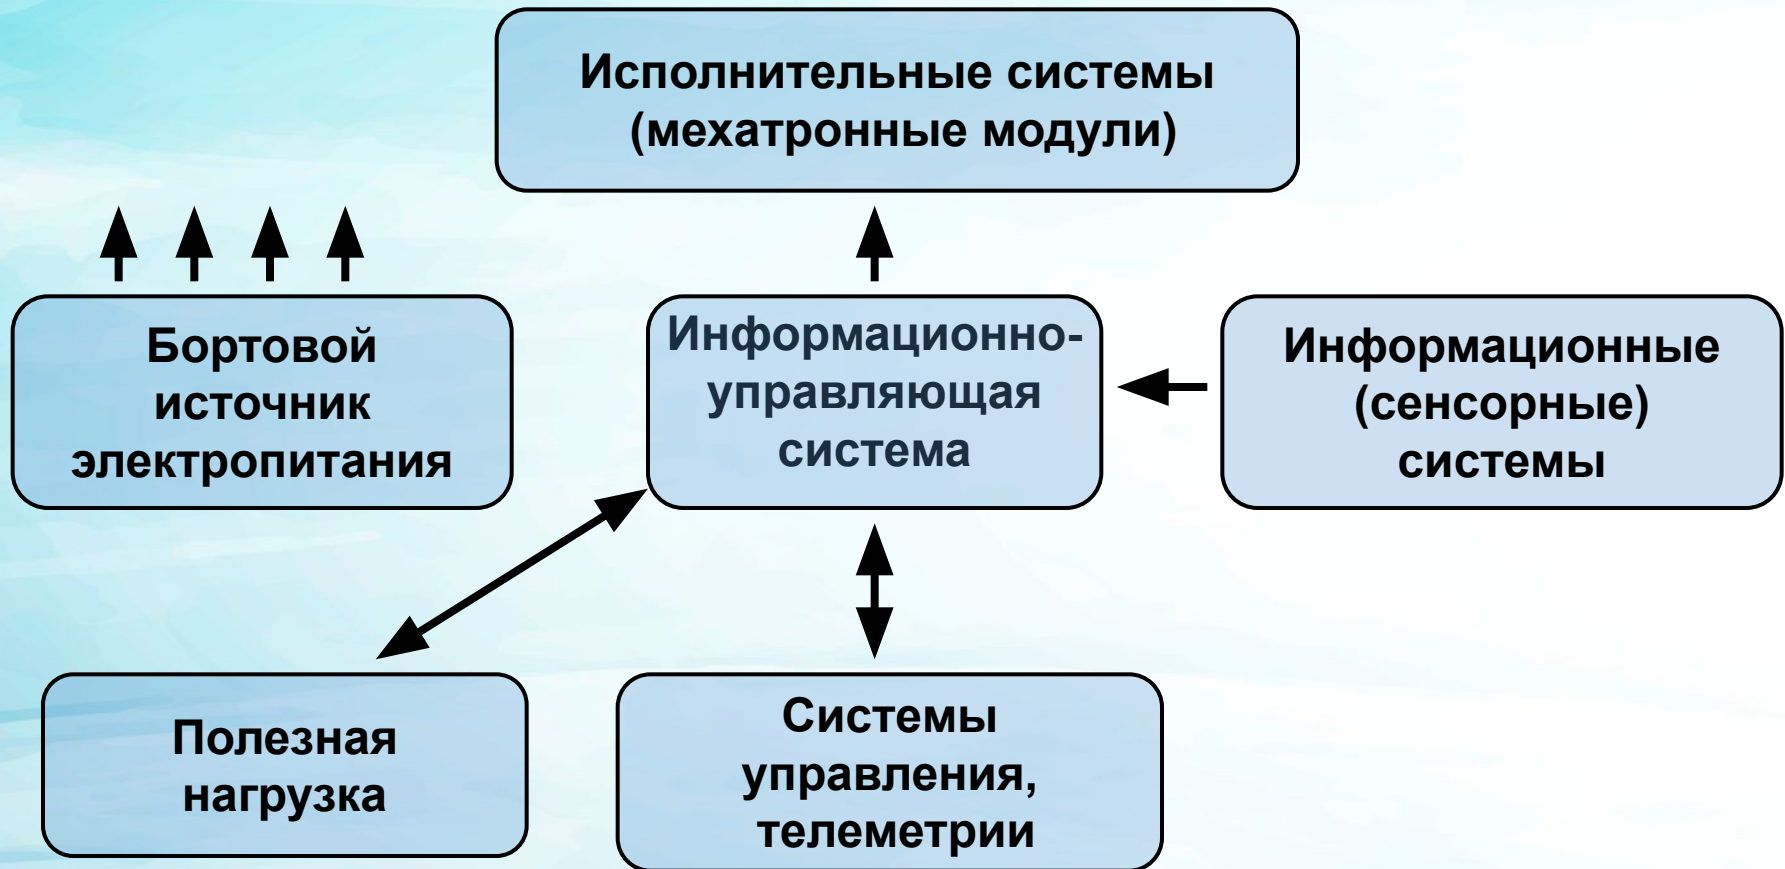 Исполнительные системы
(мехатронные модули)
Бортовой
источник
электропитания
Информационно-
управляющая
система
Информационные
(сенсорные)
системы
Полезная
нагрузка
Системы
управления,
телеметрии